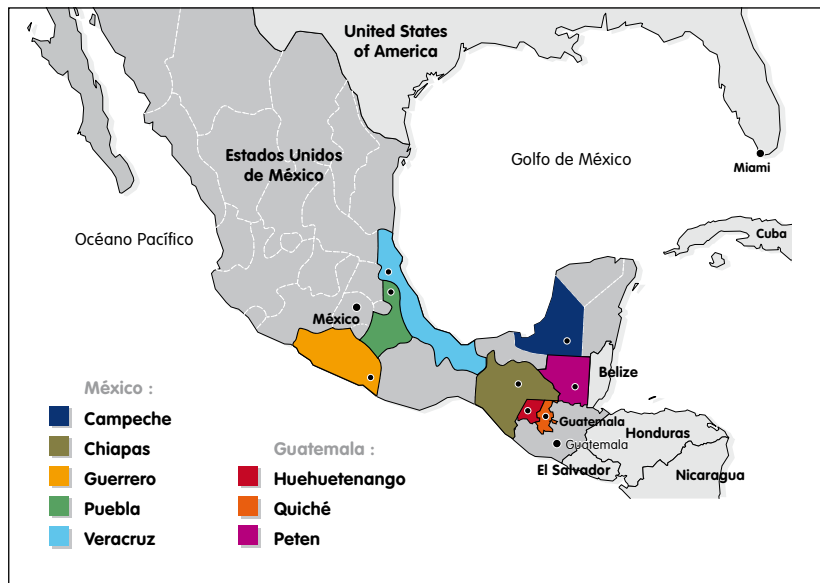 United States
of America
Estados Unidos
de México
Golfo de México
Miami
Océano Pacífico
Cuba
México
Belize
Guatemala
Guatemala
Honduras
El Salvador
Nicaragua
México :
Campeche
Chiapas
Guerrero
Puebla
Veracruz
Guatemala :
Huehuetenango
Quiché
Peten